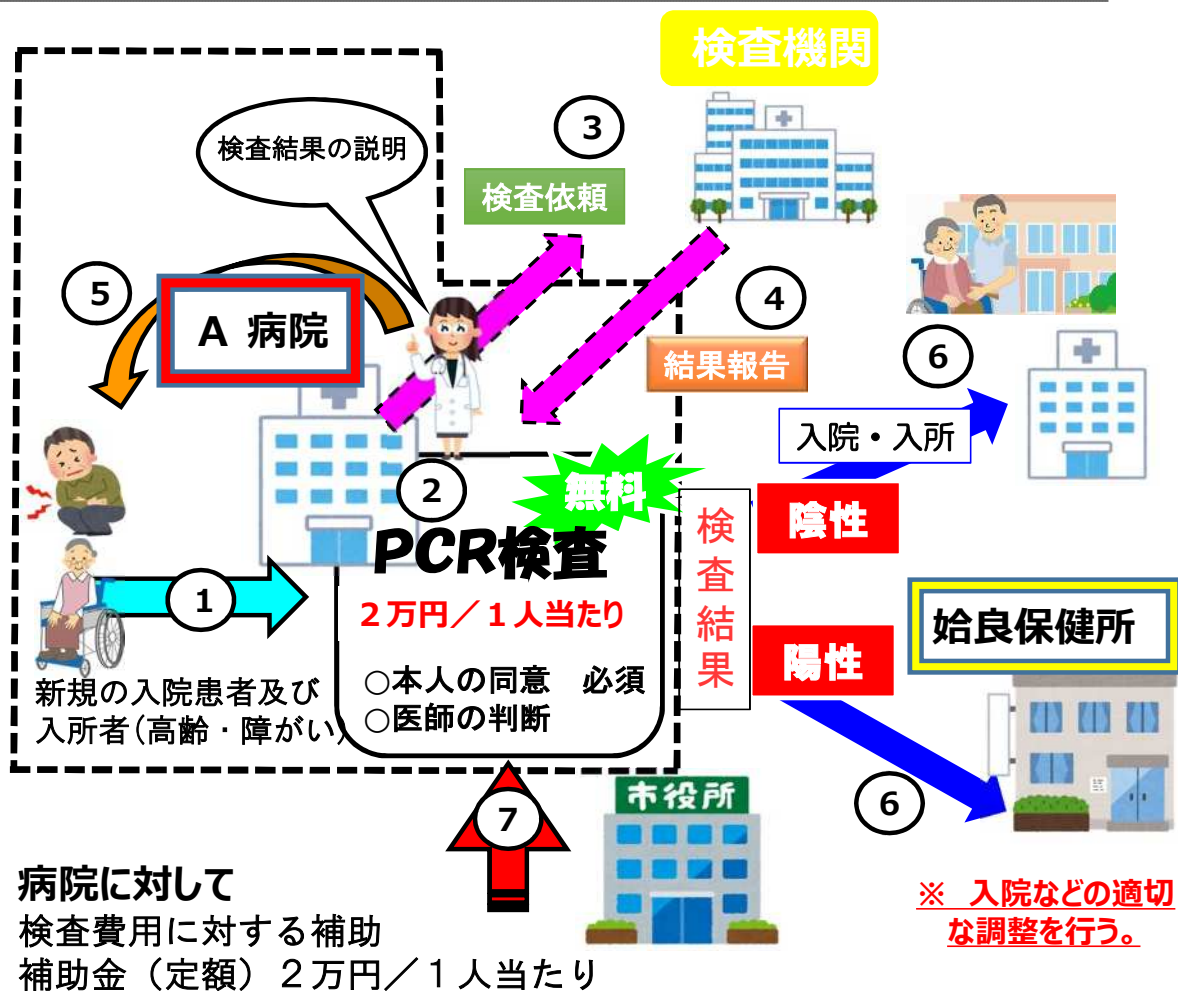 検査機関
3
検査結果の説明
検査依頼
5
4
A 病院
結果報告
6
入院・入所
2
無料
検査結果
陰性
PCR検査
1
２万円／１人当たり
始良保健所
陽性
○本人の同意　必須
○医師の判断
新規の入院患者及び
入所者(高齢・障がい)
市役所
7
6
病院に対して
検査費用に対する補助
補助金（定額）２万円／１人当たり
※　入院などの適切
な調整を行う。